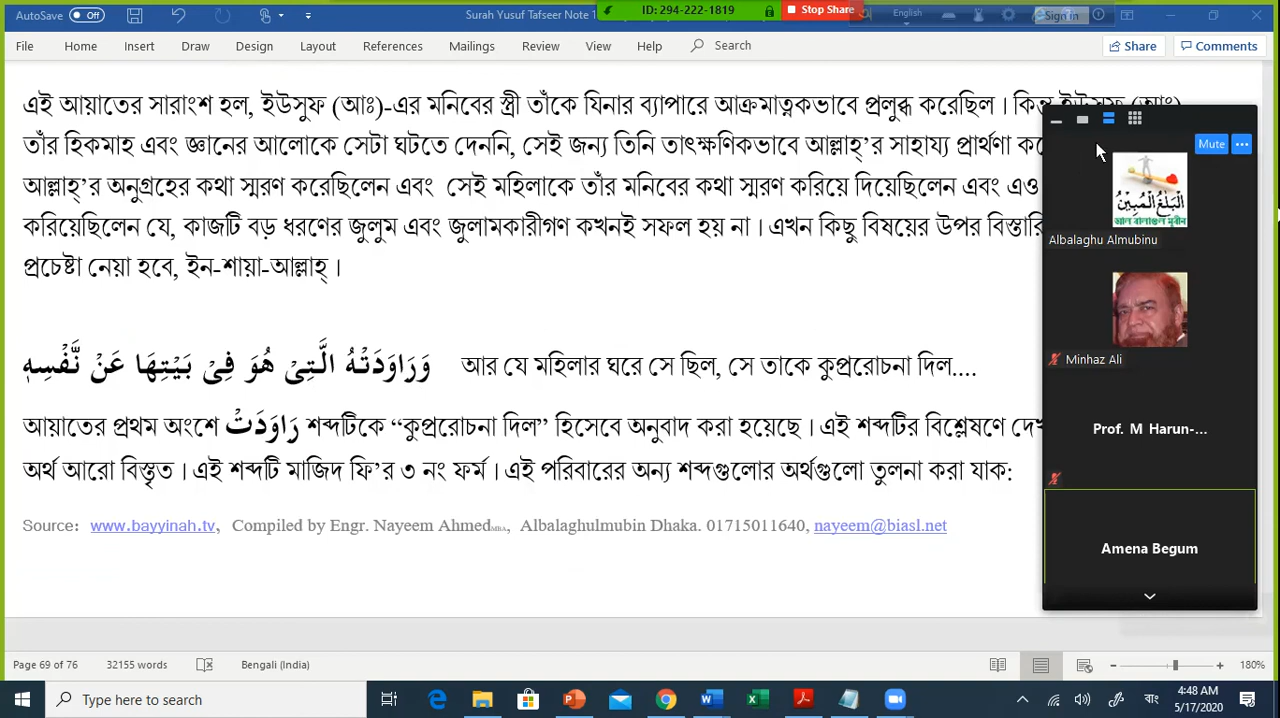 AutoSave Off
Surah Yusuf Tafseer Note 1
ID: 294-222-1819
Stop Share
English
Sign in
File Home Insert Draw Design Layout References Mailings Review View Help Search Share Comments
এই আয়াতের সারাংশ হল, ইউসুফ (আঃ)-এর মনিবের স্ত্রী তাঁকে যিনার ব্যাপারে আক্রমাত্নকভাবে প্রলুব্ধ করেছিল। কিন্তু ইউসুফ (আঃ)
তাঁর হিকমাহ এবং জ্ঞানের আলোকে সেটা ঘটতে দেননি, সেই জন্য তিনি তাৎক্ষণিকভাবে আল্লাহ্’র সাহায্য প্রার্থণা
আল্লাহ্’র অনুগ্রহের কথা স্মরণ করেছিলেন এবং সেই মহিলাকে তাঁর মনিবের কথা স্মরণ করিয়ে দিয়েছিলেন এবং এও
করিয়েছিলেন যে, কাজটি বড় ধরণের জুলুম এবং জুলামকারীগণ কখনই সফল হয় না। এখন কিছু বিষয়ের উপর
প্রচেষ্টা নেয়া হবে, ইন-শায়া-আল্লাহ্।
وَرَاوَدَتْهُ الَّتِيْ هُوَ فِيْ بَيْتِهَا عَنْ نَّفْسِهٖ আর যে মহিলার ঘরে সে ছিল, সে তাকে কুপ্ররোচনা দিল....
আয়াতের প্রথম অংশে رَاوَدَتْ শব্দটিকে “কুপ্ররোচনা দিল” হিসেবে অনুবাদ করা হয়েছে। এই শব্দটির বিশ্লেষণে
অর্থ আরো বিস্তৃত। এই শব্দটি মাজিদ ফি’র ৩ নং ফর্ম। এই পরিবারের অন্য শব্দগুলোর অর্থগুলো তুলনা করা যাক:
Source: www.bayyinah.tv, Compiled by Engr. Nayeem AhmedMBA, Albalaghulmubin Dhaka. 01715011640, nayeem@biasl.net
Mute
البلغ المبين
আল বালাগুল মুবীন
Albalaghu Almubinu
Minhaz Ali
Prof. M Harun-...
Amena Begum
Page 69 of 76 32155 words Bengali (India) 180%
Type here to search
বাং
4:48 AM
5/17/2020